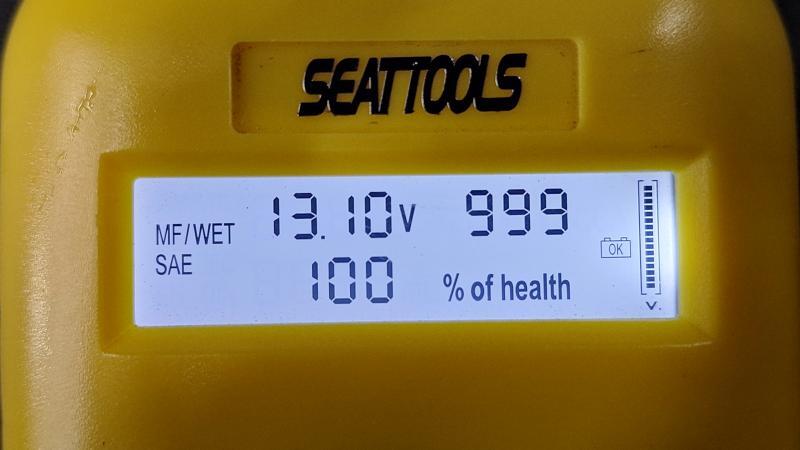 SEATTOOLS
MF/WET 13.10V 999
SAE
100 % of health
OK
V.